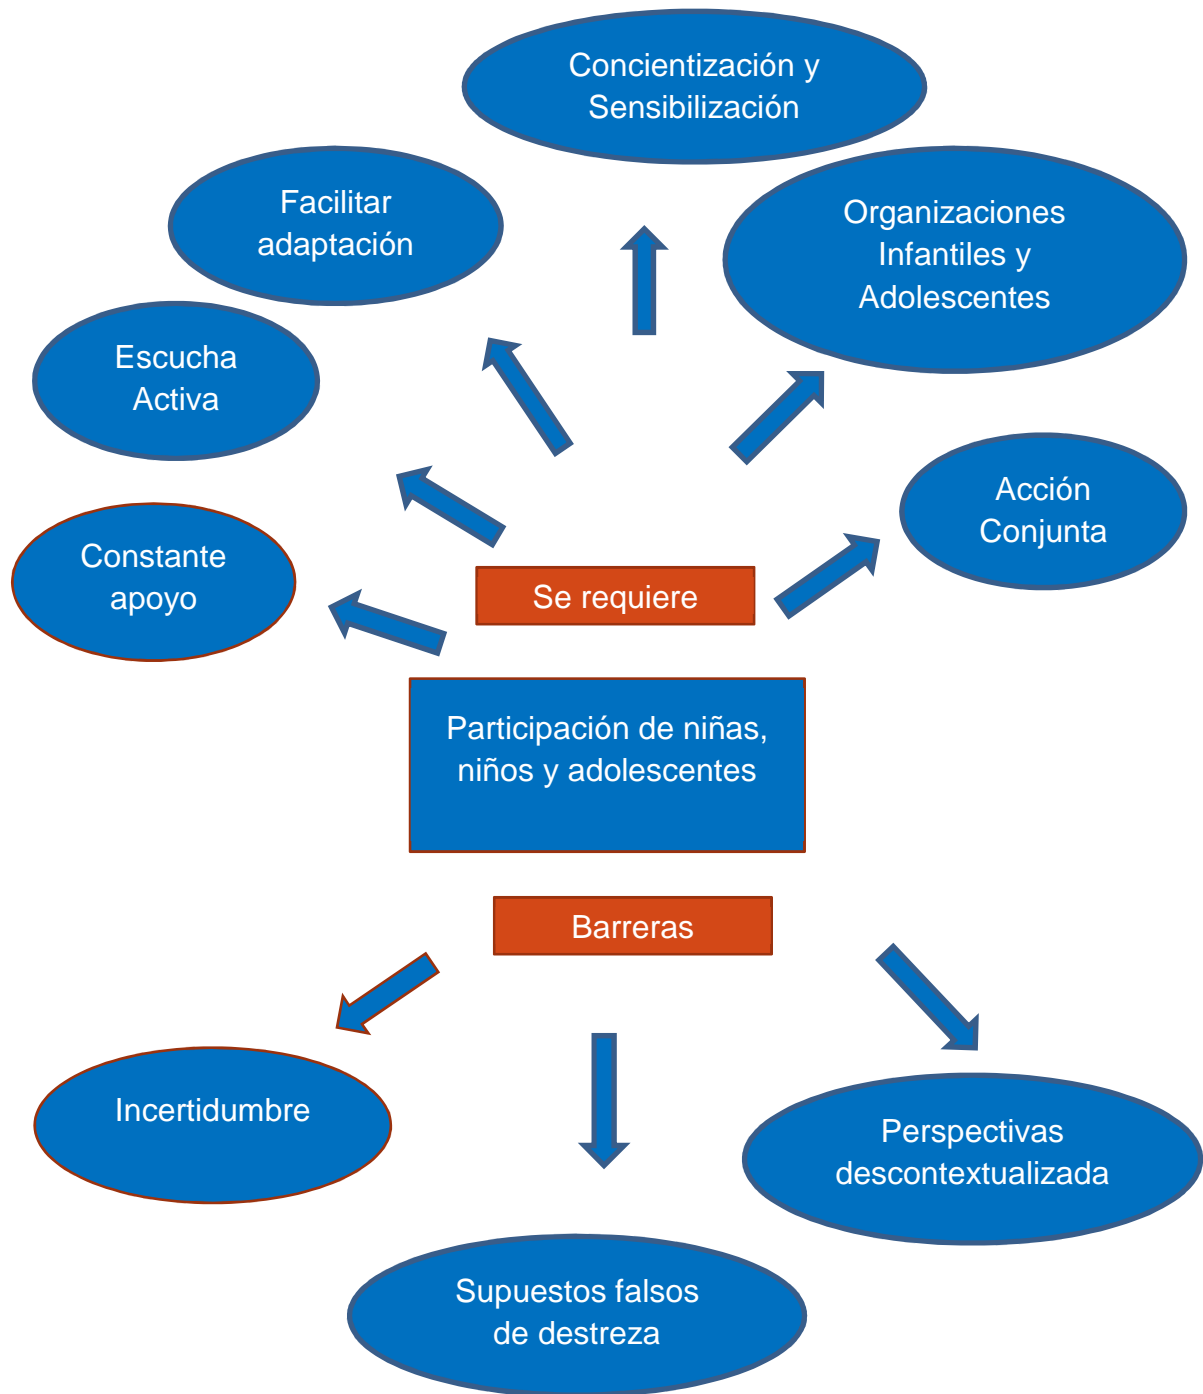 Concientización y
Sensibilización
Facilitar
adaptación
Organizaciones
Infantiles y
Adolescentes
Escucha
Activa
Acción
Conjunta
Constante
apoyo
Se requiere
Participación de niñas,
niños y adolescentes
Barreras
Incertidumbre
Perspectivas
descontextualizada
Supuestos falsos
de destreza